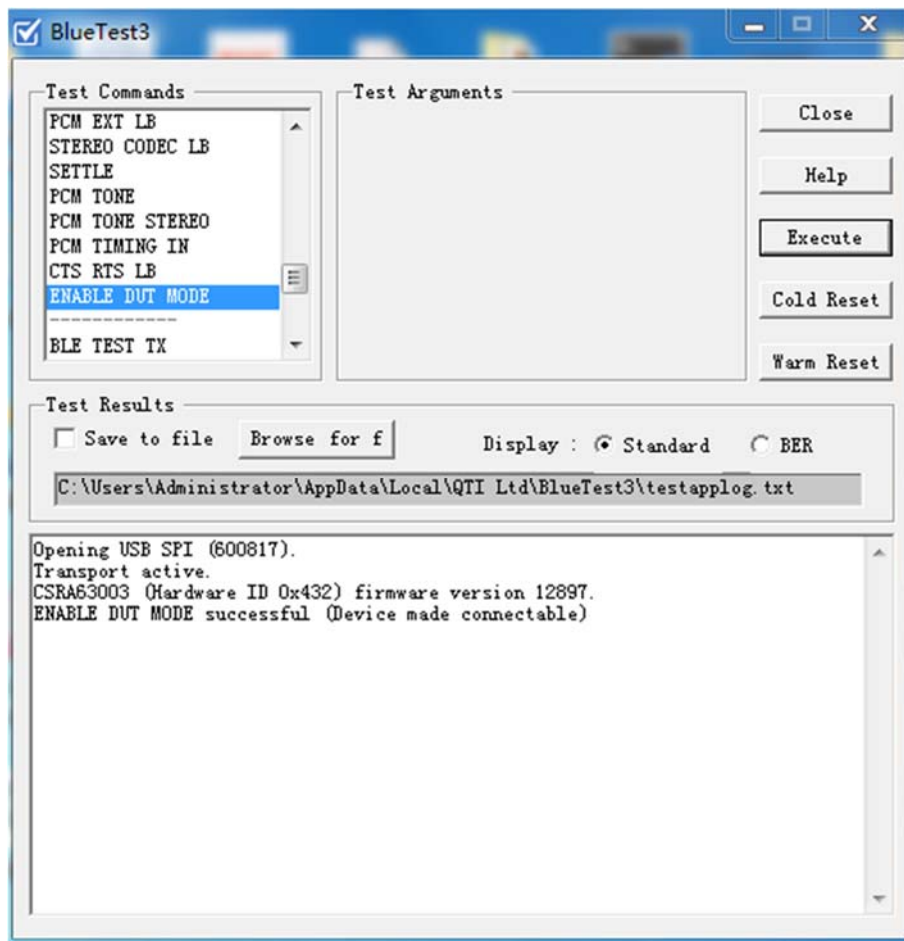 BlueTest3
Test Commands
PCM EXT LB
STEREO CODEC LB
SETTLE
PCM TONE
PCM TONE STEREO
PCM TIMING IN
CTS RTS LB
ENABLE DUT MODE
------------
BLE TEST TX
Test Arguments
Close
Help
Execute
Cold Reset
Warm Reset
Test Results
Save to file
Browse for f
Display :
Standard
BER
C:\Users\Administrator\AppData\Local\QTI Ltd\BlueTest3\testapplog.txt
Opening USB SPI (600817).
Transport active.
CSRA63003 (Hardware ID 0x432) firmware version 12897.
ENABLE DUT MODE successful (Device made connectable)